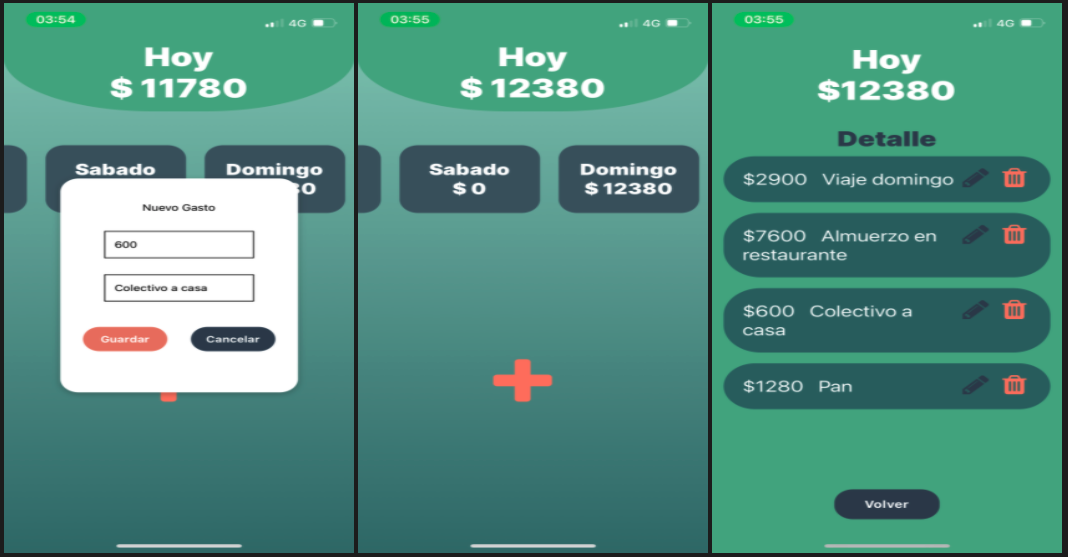 03:54
4G
Hoy
$ 11780
Sabado
Domingo
Nuevo Gasto
600
Colectivo a casa
Guardar
Cancelar
03:55
4G
Hoy
$ 12380
Sabado
$ 0
Domingo
$ 12380
03:55
4G
Hoy
$12380
Detalle
$2900 Viaje domingo
$7600 Almuerzo en
restaurante
$600 Colectivo a
casa
$1280 Pan
Volver